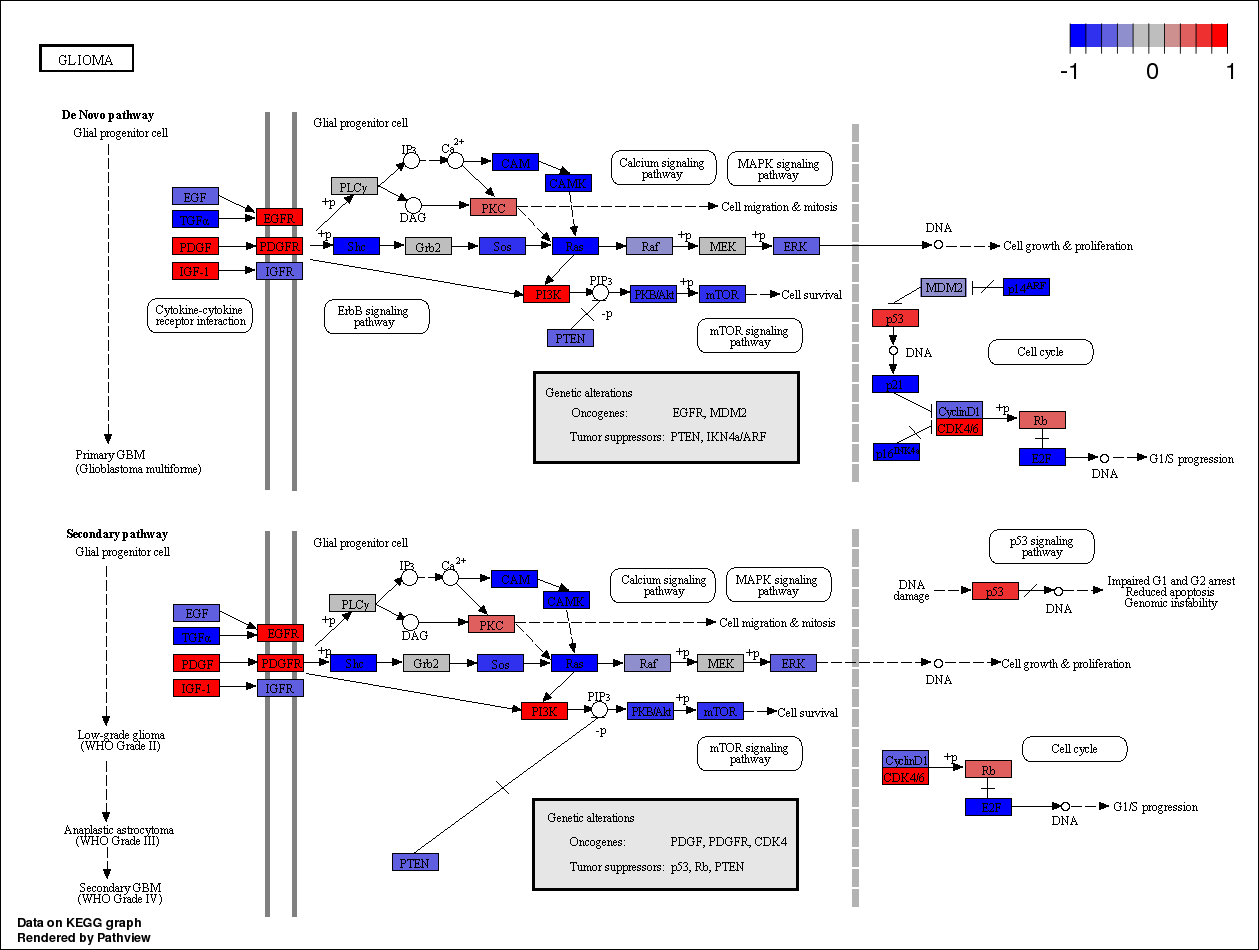 GLIOMA
-1 0 1
De Novo pathway
Glial progenitor cell
Glial progenitor cell
IP3
Ca2+
CAM
Calcium signaling
pathway
MAPK signaling
pathway
PLCγ
EGF
+p
DAG
PKC
Cell migration & mitosis
TGFα
EGFR
PDGF
PDGFR
+p
Shc
Grb2
Sos
Ras
Raf
+p
MEK
+p
ERK
DNA
Cell growth & proliferation
IGF-1
IGFR
PI3K
PIP3
PKB/Akt
+p
mTOR
Cell survival
-p
PTEN
Cytokine-cytokine
receptor interaction
ErbB signaling
pathway
mTOR signaling
pathway
MDM2
p14ARF
p53
DNA
Cell cycle
p21
CyclinD1
CDK4/6
+p
Rb
p16INK4a
E2F
DNA
G1/S progression
Genetic alterations
Oncogenes: EGFR, MDM2
Tumor suppressors: PTEN, IKN4a/ARF
Primary GBM
(Glioblastoma multiforme)
Secondary pathway
Glial progenitor cell
Glial progenitor cell
IP3
Ca2+
CAM
Calcium signaling
pathway
MAPK signaling
pathway
PLCγ
EGF
+p
DAG
PKC
Cell migration & mitosis
TGFα
EGFR
PDGF
PDGFR
+p
Shc
Grb2
Sos
Ras
Raf
+p
MEK
+p
ERK
DNA
Cell growth & proliferation
IGF-1
IGFR
PI3K
PIP3
PKB/Akt
+p
mTOR
Cell survival
-p
mTOR signaling
pathway
PTEN
p53 signaling
pathway
DNA
damage
p53
DNA
Impaired G1 and G2 arrest
Reduced apoptosis
Genomic instability
Cell cycle
CyclinD1
CDK4/6
+p
Rb
E2F
DNA
G1/S progression
Low-grade glioma
(WHO Grade II)
Anaplastic astrocytoma
(WHO Grade III)
Secondary GBM
(WHO Grade IV)
Genetic alterations
Oncogenes: PDGF, PDGFR, CDK4
Tumor suppressors: p53, Rb, PTEN
Data on KEGG graph
Rendered by Pathview